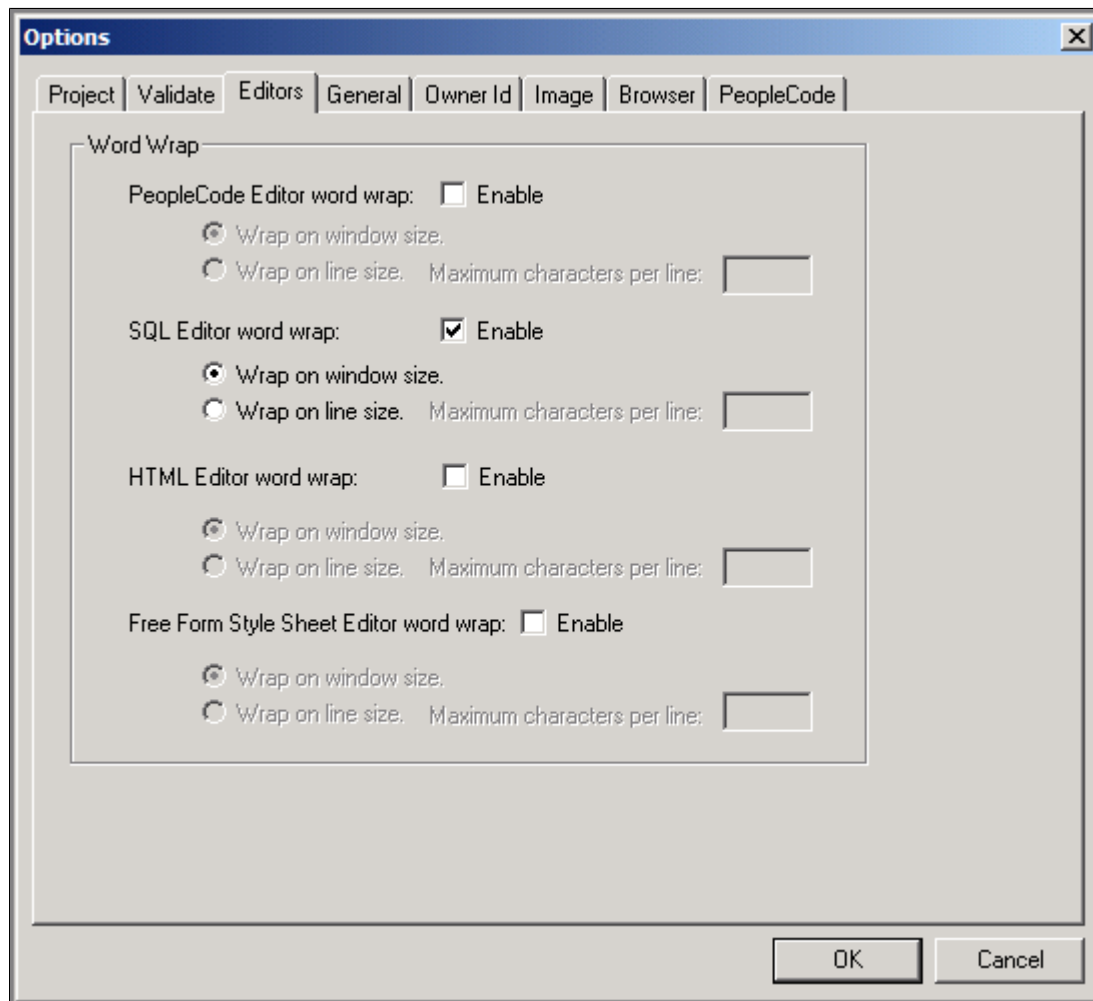 Options
Project Validate Editors General Owner Id Image Browser PeopleCode
Word Wrap
PeopleCode Editor word wrap: Enable
Wrap on window size.
Wrap on line size. Maximum characters per line:
SQL Editor word wrap: Enable
Wrap on window size.
Wrap on line size. Maximum characters per line:
HTML Editor word wrap: Enable
Wrap on window size.
Wrap on line size. Maximum characters per line:
Free Form Style Sheet Editor word wrap: Enable
Wrap on window size.
Wrap on line size. Maximum characters per line:
OK Cancel